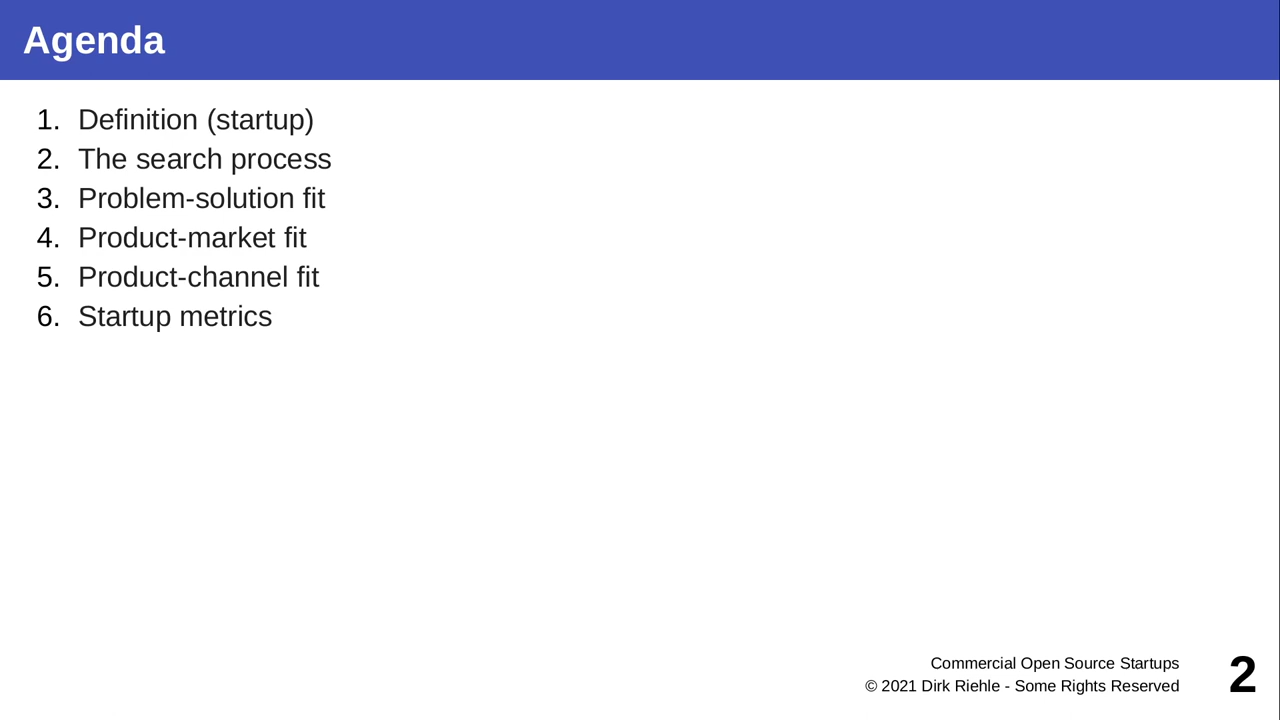 Agenda
1. Definition (startup)
2. The search process
3. Problem-solution fit
4. Product-market fit
5. Product-channel fit
6. Startup metrics
Commercial Open Source Startups
© 2021 Dirk Riehle - Some Rights Reserved
2